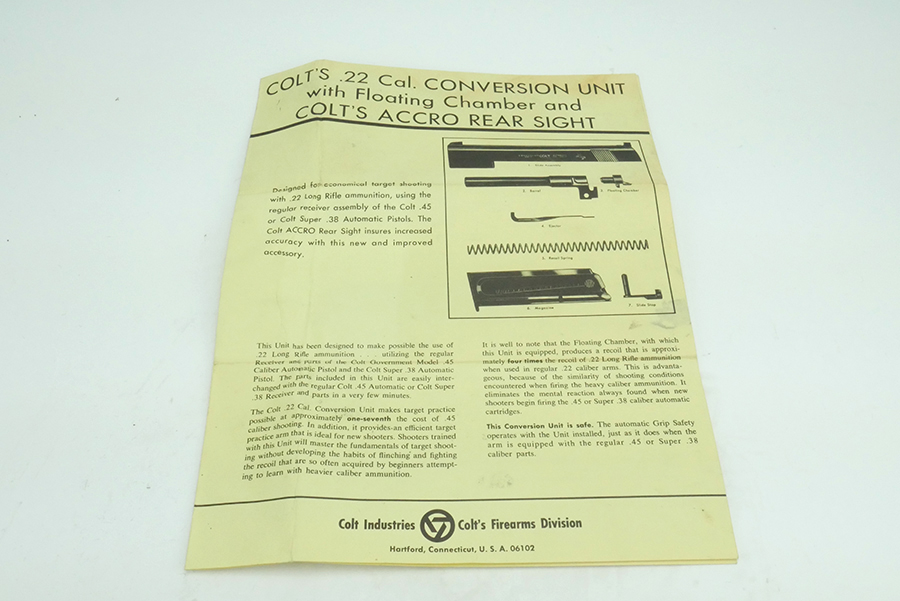 COLT'S .22 Cal. CONVERSION UNIT
with Floating Chamber and
COLT'S ACCRO REAR SIGHT
Designed for economical target shooting
with .22 Long Rifle ammunition, using the
regular receiver assembly of the Colt .45
or Colt Super .38 Automatic Pistols. The
Colt ACCRO Rear Sight insures increased
accuracy with this new and improved
accessory.
2. Barrel
3. Floating Chamber
4. Ejector
5. Recoil Spring
6. Magazine
7. Slide Stop
This Unit has been designed to make possible the use of
.22 Long Rifle ammunition . . . utilizing the regular
Receiver and parts of the Colt Government Model .45
Caliber Automatic Pistol and the Colt Super .38 Automatic
Pistol. The parts included in this Unit are easily inter-
changed with the regular Colt .45 Automatic or Colt Super
.38 Receiver and parts in a very few minutes.
The Colt .22 Cal. Conversion Unit makes target practice
possible at approximately one-seventh the cost of .45
caliber shooting. In addition, it provides an efficient target
practice arm that is ideal for new shooters. Shooters trained
with this Unit will master the fundamentals of target shoot-
ing without developing the habits of flinching and fighting
the recoil that are so often acquired by beginners attempt-
ing to learn with heavier caliber ammunition.
It is well to note that the Floating Chamber, with which
this Unit is equipped, produces a recoil that is approxi-
mately four times the recoil of .22 Long Rifle ammunition
when used in regular .22 caliber arms. This is advanta-
geous, because of the similarity of shooting conditions
encountered when firing the heavy caliber ammunition. It
eliminates the mental reaction always found when new
shooters begin firing the .45 or Super .38 caliber automatic
cartridges.
This Conversion Unit is safe. The automatic Grip Safety
operates with the Unit installed, just as it does when the
arm is equipped with the regular .45 or Super .38
caliber parts.
Colt Industries Colt's Firearms Division
Hartford, Connecticut, U. S. A. 06102